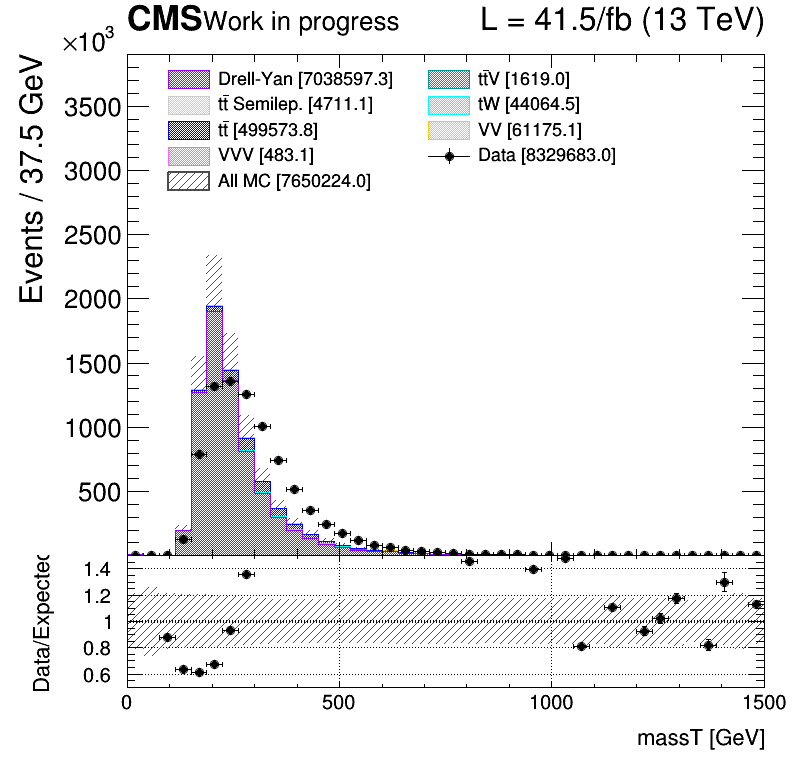 CMS Work in progress L = 41.5/fb (13 TeV)
×10³
Events / 37.5 GeV
Drell-Yan [7038597.3]
tt̄ Semilep. [4711.1]
tt̄ [499573.8]
VVV [483.1]
All MC [7650224.0]
tt̄V [1619.0]
tW [44064.5]
VV [61175.1]
Data [8329683.0]
3500
3000
2500
2000
1500
1000
500
Data/Expected
1.4
1.2
1
0.8
0.6
0 500 1000 1500
massT [GeV]